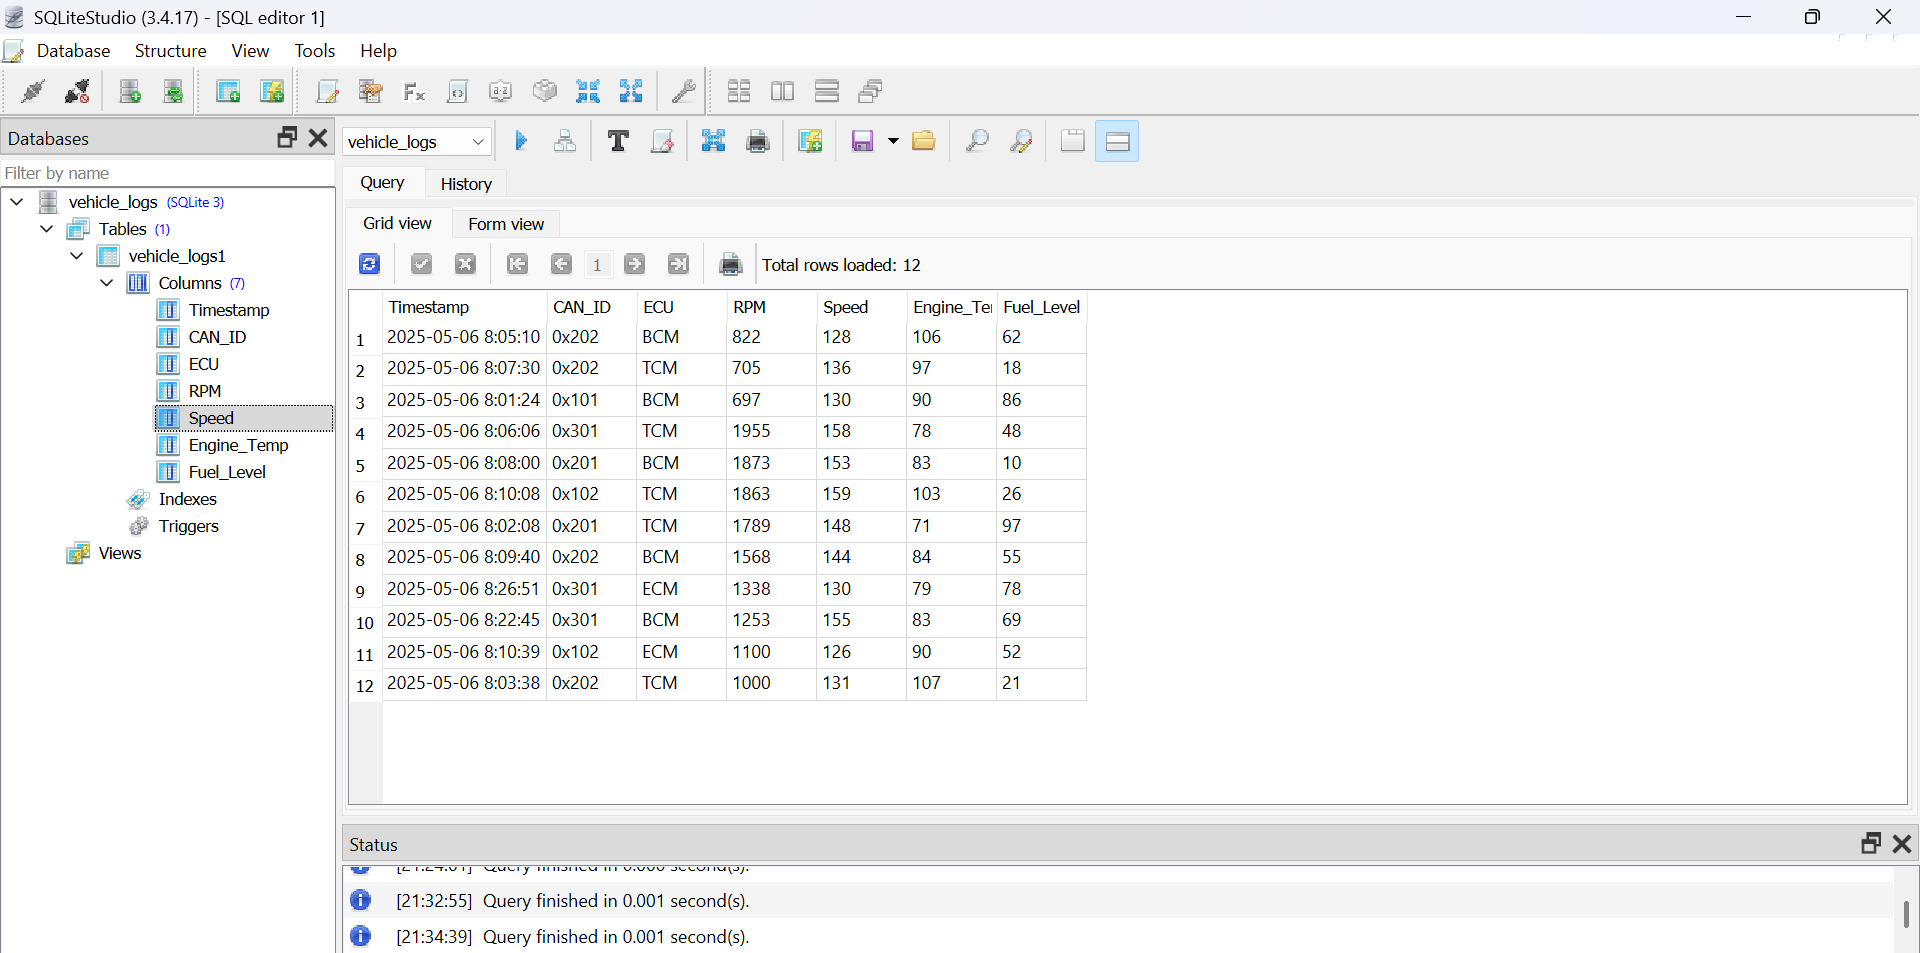 SQLiteStudio (3.4.17) - [SQL editor 1]
Database Structure View Tools Help
Databases
Filter by name
vehicle_logs (SQLite 3)
Tables (1)
vehicle_logs1
Columns (7)
Timestamp
CAN_ID
ECU
RPM
Speed
Engine_Temp
Fuel_Level
Indexes
Triggers
Views
vehicle_logs
Query History
Grid view Form view
1 Total rows loaded: 12
Timestamp CAN_ID ECU RPM Speed Engine_Te Fuel_Level
1 2025-05-06 8:05:10 0x202 BCM 822 128 106 62
2 2025-05-06 8:07:30 0x202 TCM 705 136 97 18
3 2025-05-06 8:01:24 0x101 BCM 697 130 90 86
4 2025-05-06 8:06:06 0x301 TCM 1955 158 78 48
5 2025-05-06 8:08:00 0x201 BCM 1873 153 83 10
6 2025-05-06 8:10:08 0x102 TCM 1863 159 103 26
7 2025-05-06 8:02:08 0x201 TCM 1789 148 71 97
8 2025-05-06 8:09:40 0x202 BCM 1568 144 84 55
9 2025-05-06 8:26:51 0x301 ECM 1338 130 79 78
10 2025-05-06 8:22:45 0x301 BCM 1253 155 83 69
11 2025-05-06 8:10:39 0x102 ECM 1100 126 90 52
12 2025-05-06 8:03:38 0x202 TCM 1000 131 107 21
Status
Query finished in second(s).
[21:32:55] Query finished in 0.001 second(s).
[21:34:39] Query finished in 0.001 second(s).